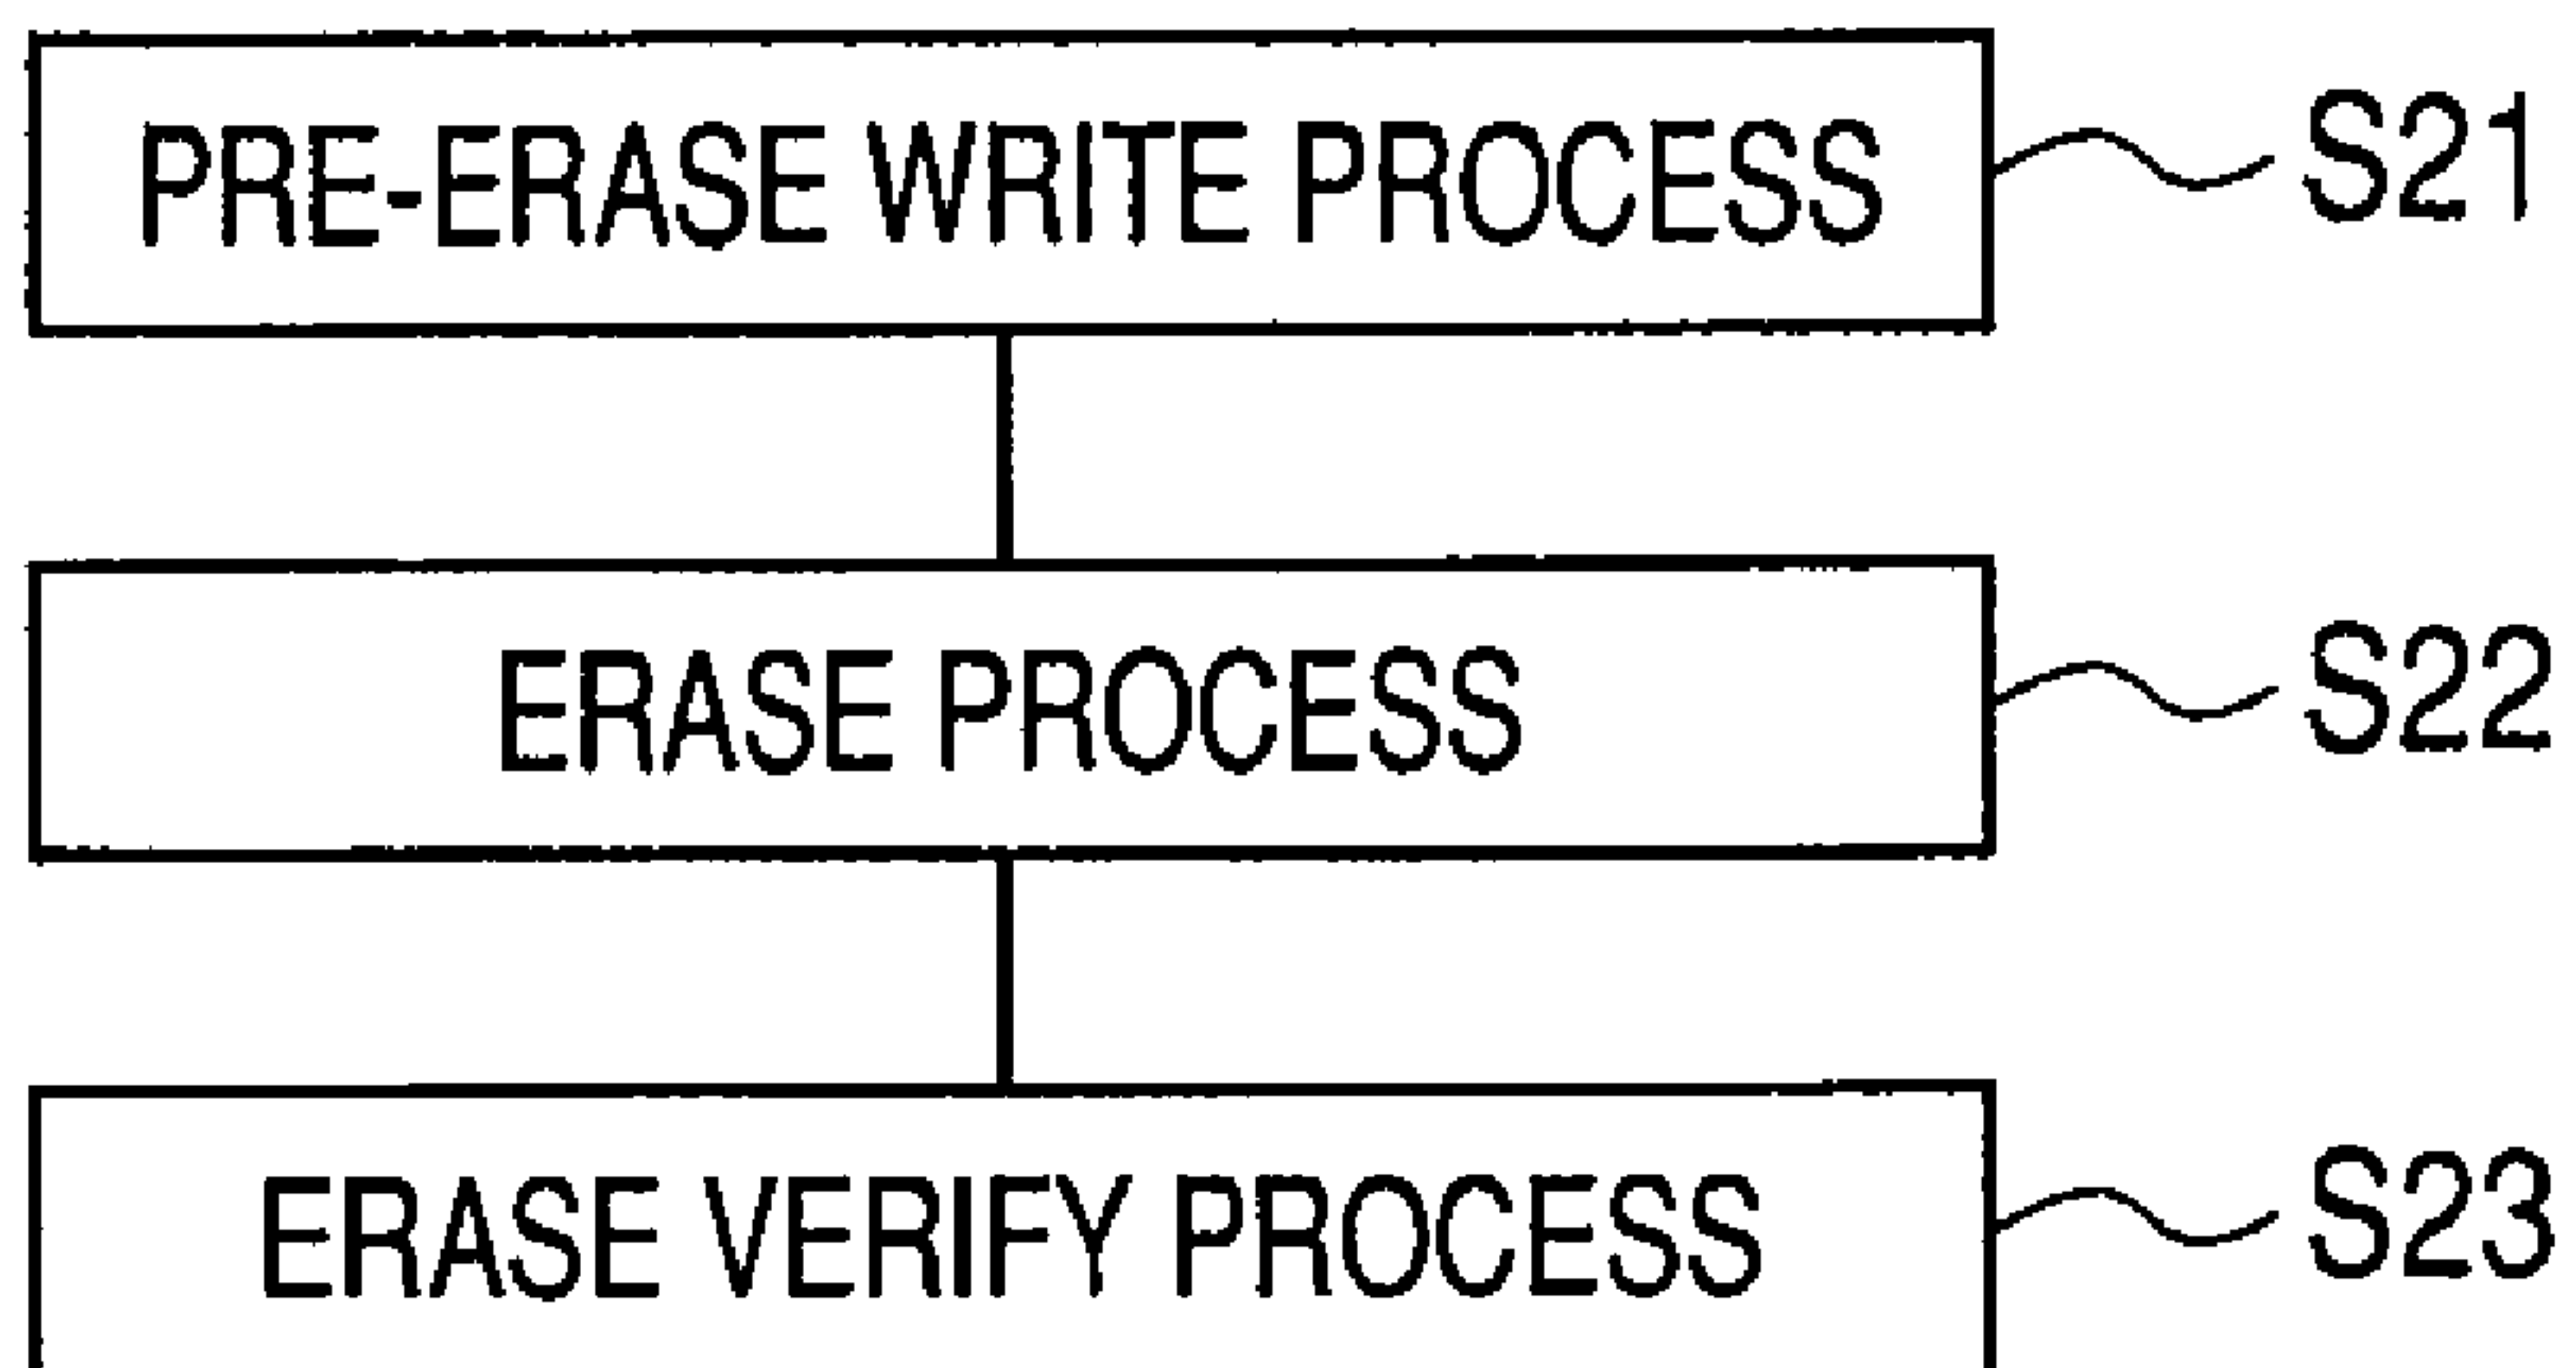 PRE-ERASE WRITE PROCESS S21
ERASE PROCESS S22
ERASE VERIFY PROCESS S23